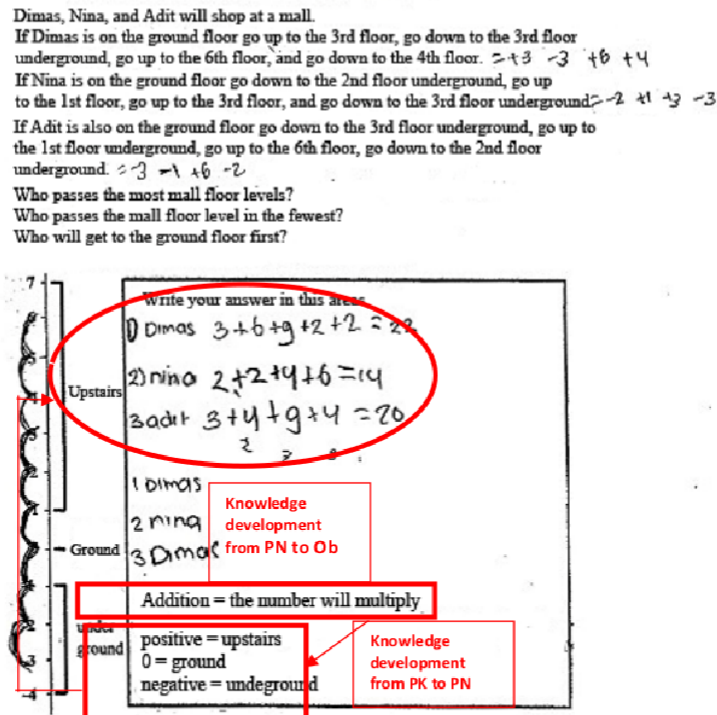 Dimas, Nina, and Adit will shop at a mall.
If Dimas is on the ground floor go up to the 3rd floor, go down to the 3rd floor
underground, go up to the 6th floor, and go down to the 4th floor. =+3 -3 +6 +4
If Nina is on the ground floor go down to the 2nd floor underground, go up
to the 1st floor, go up to the 3rd floor, and go down to the 3rd floor underground =-2 +1 +3 -3
If Adit is also on the ground floor go down to the 3rd floor underground, go up to
the 1st floor underground, go up to the 6th floor, go down to the 2nd floor
underground. =-3 -1 +6 -2
Who passes the most mall floor levels?
Who passes the mall floor level in the fewest?
Who will get to the ground floor first?
7
Write your answer in this areas
1) Dimas 3+6+9+2+2=22
6
5
2) nina 2+2+4+6=14
Upstairs
4
3 adit 3+4+9+4=20
3
2
2
1 Dimas
Knowledge
development
from PN to Ob
1
2 nina
Ground
3 Dimas
Addition = the number will multiply
2
under
ground
positive = upstairs
0 = ground
negative = undeground
Knowledge
development
from PK to PN
3
-4